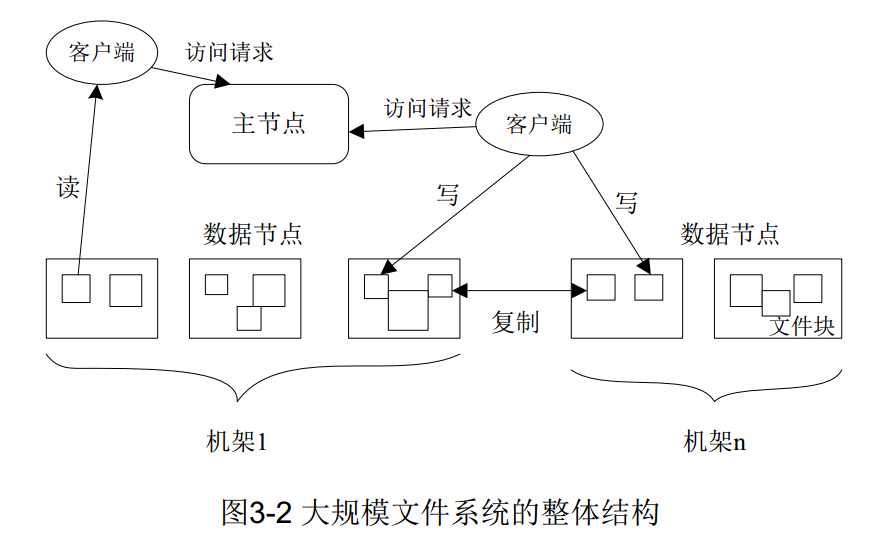 客户端
访问请求
主节点
访问请求
客户端
读
写
写
数据节点
数据节点
复制
文件块
机架1
机架n
图3-2 大规模文件系统的整体结构